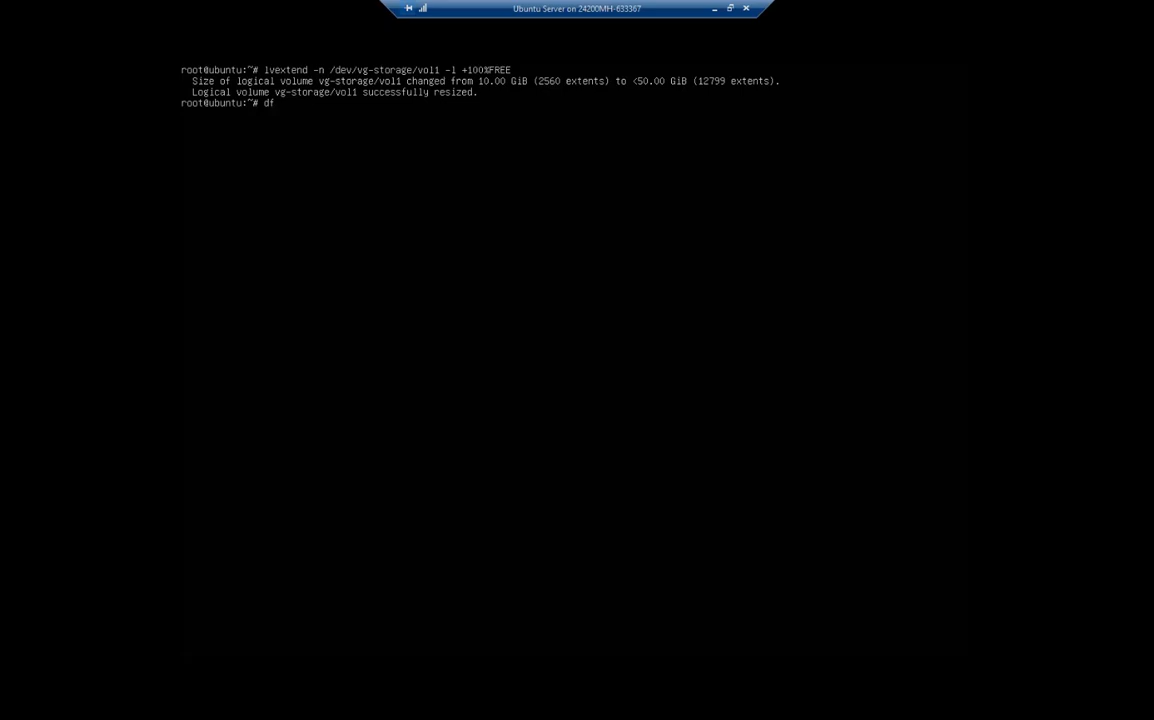 Ubuntu Server on 24200MH-633367
root@ubuntu:~# lvextend -n /dev/vg-storage/vol1 -l +100%FREE
Size of logical volume vg-storage/vol1 changed from 10.00 GiB (2560 extents) to <50.00 GiB (12799 extents).
Logical volume vg-storage/vol1 successfully resized.
root@ubuntu:~# df